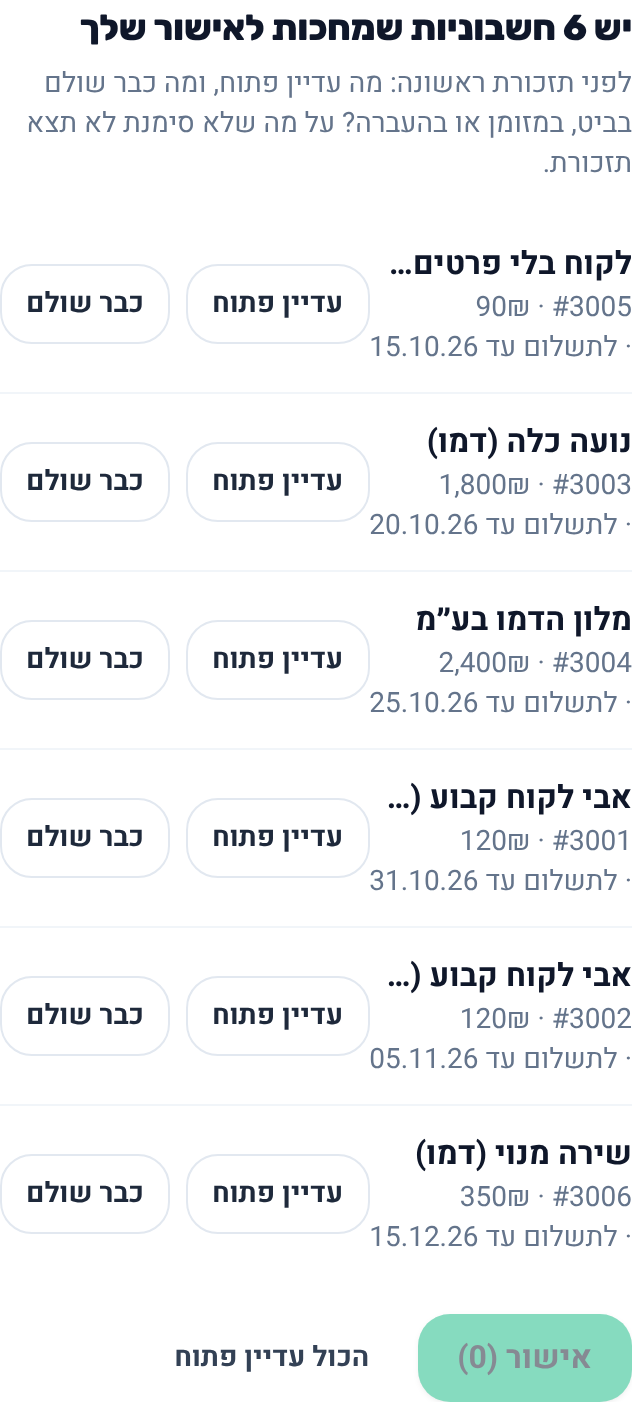 יש 6 חשבוניות שמחכות לאישור שלך
לפני תזכורת ראשונה: מה עדיין פתוח, ומה כבר שולם
בביט, במזומן או בהעברה? על מה שלא סימנת לא תצא
תזכורת.
לקוח בלי פרטים...
#3005 · ₪90
· לתשלום עד 15.10.26
עדיין פתוח
כבר שולם
נועה כלה (דמו)
#3003 · ₪1,800
· לתשלום עד 20.10.26
עדיין פתוח
כבר שולם
מלון הדמו בע״מ
#3004 · ₪2,400
· לתשלום עד 25.10.26
עדיין פתוח
כבר שולם
אבי לקוח קבוע (...
#3001 · ₪120
· לתשלום עד 31.10.26
עדיין פתוח
כבר שולם
אבי לקוח קבוע (...
#3002 · ₪120
· לתשלום עד 05.11.26
עדיין פתוח
כבר שולם
שירה מנוי (דמו)
#3006 · ₪350
· לתשלום עד 15.12.26
עדיין פתוח
כבר שולם
אישור (0)
הכול עדיין פתוח